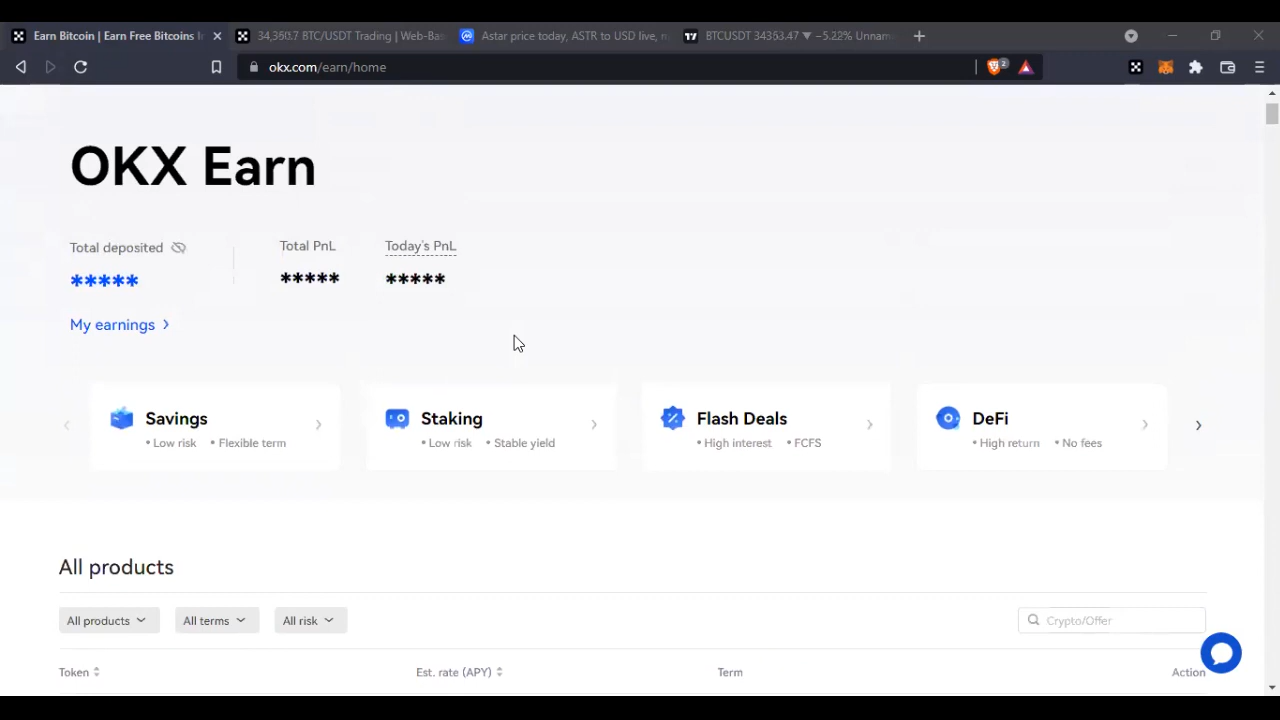 Earn Bitcoin | Earn Free Bitcoins I
34,350.7 BTC/USDT Trading | Web-Bas
Astar price today, ASTR to USD live, m
BTCUSDT 34353.47 ▼ −5.22% Unnam
okx.com/earn/home
2
OKX Earn
Total deposited
Total PnL
Today's PnL
*****
*****
*****
My earnings
Savings
• Low risk • Flexible term
Staking
• Low risk • Stable yield
Flash Deals
• High interest • FCFS
DeFi
• High return • No fees
All products
All products
All terms
All risk
Crypto/Offer
Token
Est. rate (APY)
Term
Action